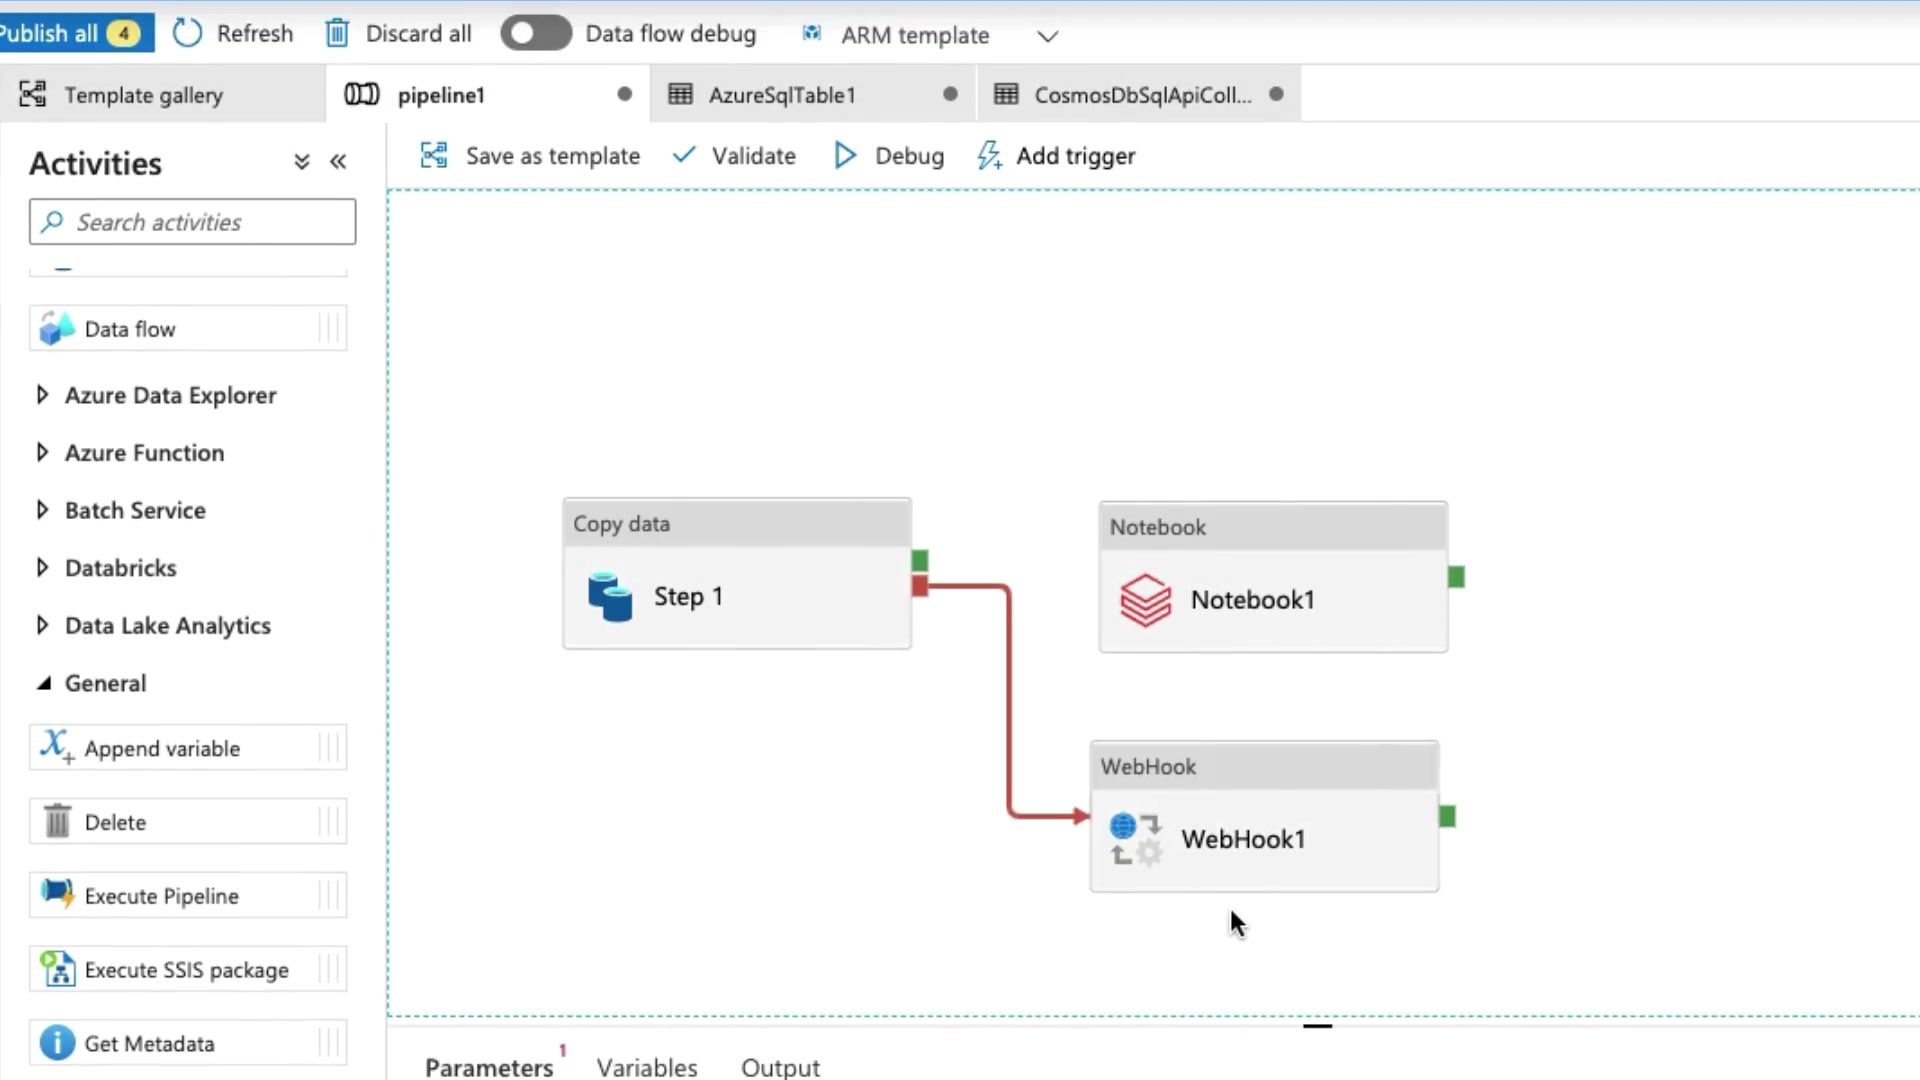 Publish all 4 Refresh Discard all Data flow debug ARM template
Template gallery pipeline1 AzureSqlTable1 CosmosDbSqlApiColl...
Activities
Save as template Validate Debug Add trigger
Search activities
Data flow
Azure Data Explorer
Azure Function
Batch Service
Databricks
Data Lake Analytics
General
Append variable
Delete
Execute Pipeline
Execute SSIS package
Get Metadata
Copy data
Step 1
Notebook
Notebook1
WebHook
WebHook1
Parameters 1 Variables Output